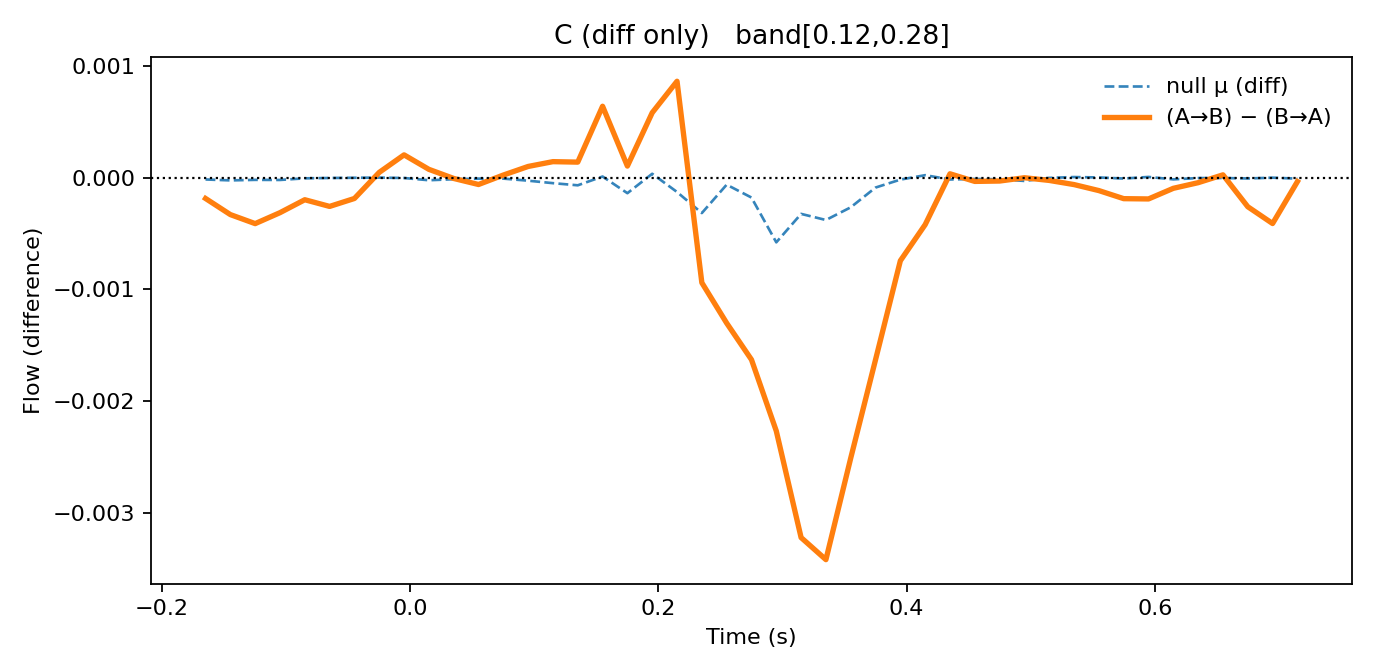 C (diff only)   band[0.12,0.28]
0.001
0.000
−0.001
−0.002
−0.003
Flow (difference)
null μ (diff)
(A→B) − (B→A)
−0.2
0.0
0.2
0.4
0.6
Time (s)